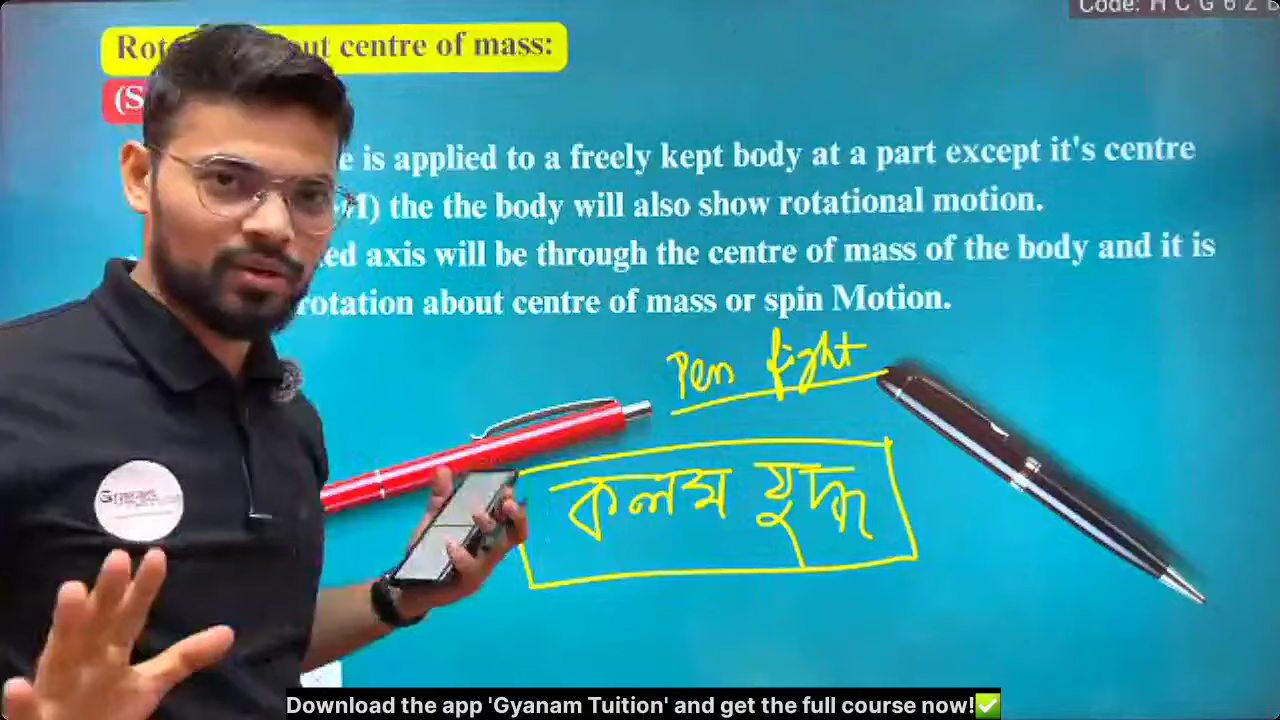 Code: H C G 6 Z
Rot ut centre of mass:
(S
e is applied to a freely kept body at a part except it's centre
M) the the body will also show rotational motion.
ed axis will be through the centre of mass of the body and it is
rotation about centre of mass or spin Motion.
Pen fight
কলম যুদ্ধ
Gyanam
Download the app 'Gyanam Tuition' and get the full course now!✅